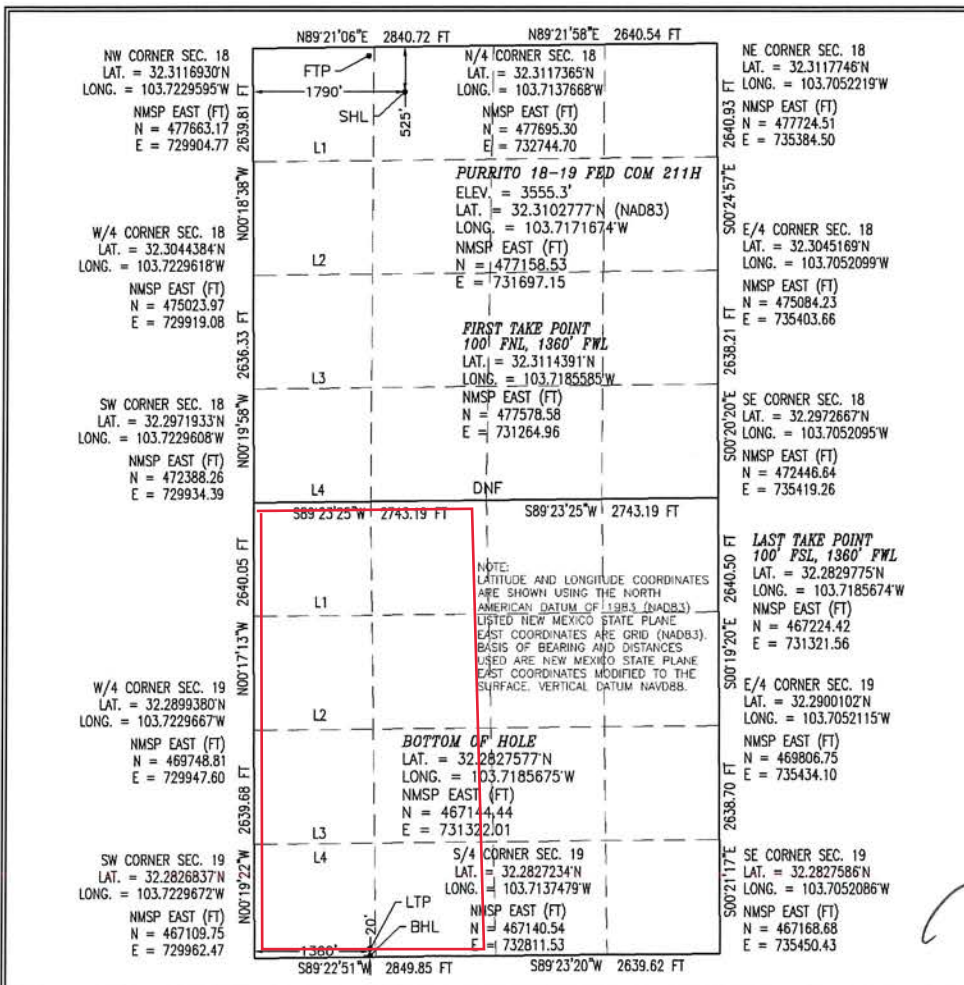 N89°21'06"E 2840.72 FT
N89°21'58"E 2640.54 FT
NW CORNER SEC. 18
LAT. = 32.3116930°N
LONG. = 103.7229595°W
NMSP EAST (FT)
N = 477663.17
E = 729904.77
N/4 CORNER SEC. 18
LAT. = 32.3117365°N
LONG. = 103.7137668°W
NMSP EAST (FT)
N = 477695.30
E = 732744.70
NE CORNER SEC. 18
LAT. = 32.3117746°N
LONG. = 103.7052219°W
NMSP EAST (FT)
N = 477724.51
E = 735384.50
FTP
1790'
SHL
525'
2639.81 FT
N00°18'38"W
2640.93 FT
S00°24'57"E
L1
PURRITO 18-19 FED COM 211H
ELEV. = 3555.3'
LAT. = 32.3102777°N (NAD83)
LONG. = 103.7171674°W
NMSP EAST (FT)
N = 477158.53
E = 731697.15
W/4 CORNER SEC. 18
LAT. = 32.3044384°N
LONG. = 103.7229618°W
NMSP EAST (FT)
N = 475023.97
E = 729919.08
L2
E/4 CORNER SEC. 18
LAT. = 32.3045169°N
LONG. = 103.7052099°W
NMSP EAST (FT)
N = 475084.23
E = 735403.66
FIRST TAKE POINT
100' FNL, 1360' FWL
LAT. = 32.3114391°N
LONG. = 103.7185585°W
NMSP EAST (FT)
N = 477578.58
E = 731264.96
2636.33 FT
N00°19'58"W
2638.21 FT
S00°20'20"E
L3
SW CORNER SEC. 18
LAT. = 32.2971933°N
LONG. = 103.7229608°W
NMSP EAST (FT)
N = 472388.26
E = 729934.39
SE CORNER SEC. 18
LAT. = 32.2972667°N
LONG. = 103.7052095°W
NMSP EAST (FT)
N = 472446.64
E = 735419.26
L4
DNF
S89°23'25"W 2743.19 FT
S89°23'25"W 2743.19 FT
2640.05 FT
N00°17'13"W
2640.50 FT
S00°19'20"E
LAST TAKE POINT
100' FSL, 1360' FWL
LAT. = 32.2829775°N
LONG. = 103.7185674°W
NMSP EAST (FT)
N = 467224.42
E = 731321.56
NOTE:
LATITUDE AND LONGITUDE COORDINATES
ARE SHOWN USING THE NORTH
AMERICAN DATUM OF 1983 (NAD83)
LISTED NEW MEXICO STATE PLANE
EAST COORDINATES ARE GRID (NAD83).
BASIS OF BEARING AND DISTANCES
USED ARE NEW MEXICO STATE PLANE
EAST COORDINATES MODIFIED TO THE
SURFACE. VERTICAL DATUM NAVD88.
L1
W/4 CORNER SEC. 19
LAT. = 32.2899380°N
LONG. = 103.7229667°W
NMSP EAST (FT)
N = 469748.81
E = 729947.60
L2
E/4 CORNER SEC. 19
LAT. = 32.2900102°N
LONG. = 103.7052115°W
NMSP EAST (FT)
N = 469806.75
E = 735434.10
BOTTOM OF HOLE
LAT. = 32.2827577°N
LONG. = 103.7185675°W
NMSP EAST (FT)
N = 467144.44
E = 731322.01
2639.68 FT
N00°19'22"W
2638.70 FT
S00°21'17"E
L3
L4
SW CORNER SEC. 19
LAT. = 32.2826837°N
LONG. = 103.7229672°W
NMSP EAST (FT)
N = 467109.75
E = 729962.47
S/4 CORNER SEC. 19
LAT. = 32.2827234°N
LONG. = 103.7137479°W
NMSP EAST (FT)
N = 467140.54
E = 732811.53
SE CORNER SEC. 19
LAT. = 32.2827586°N
LONG. = 103.7052086°W
NMSP EAST (FT)
N = 467168.68
E = 735450.43
LTP
BHL
20'
1380'
S89°22'51"W 2849.85 FT
S89°23'20"W 2639.62 FT